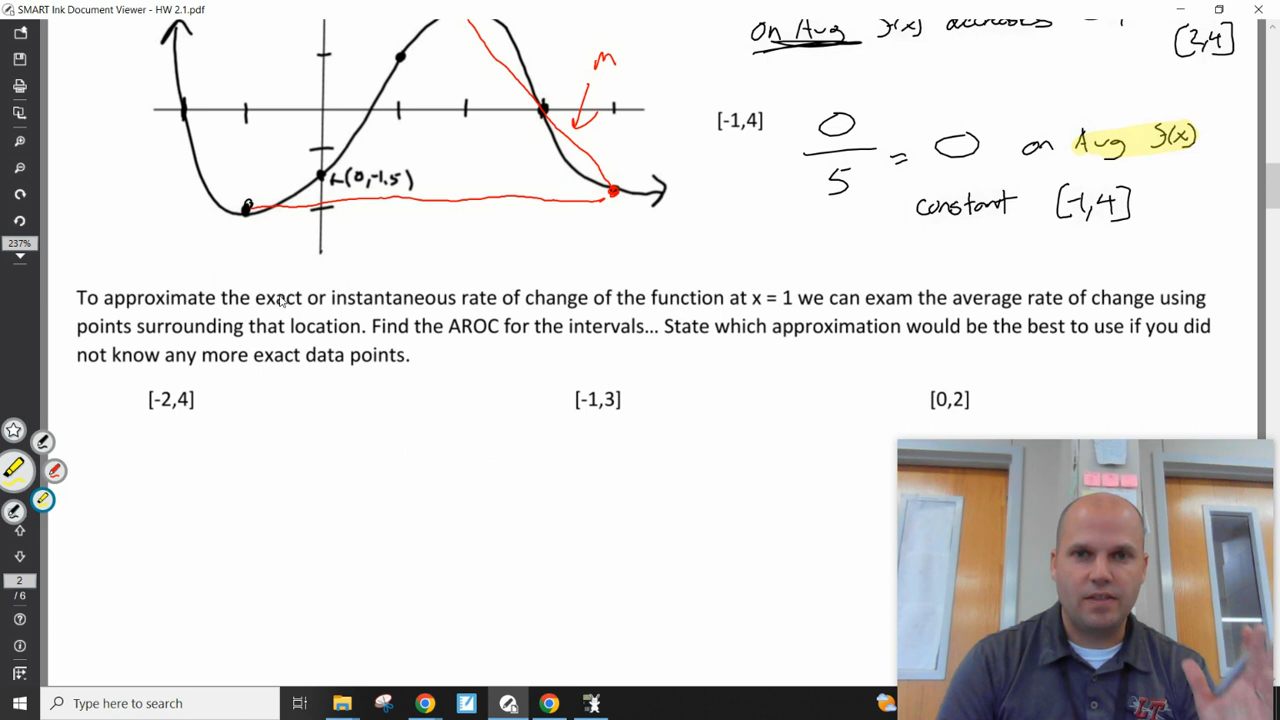 SMART Ink Document Viewer - HW 2.1.pdf
on Aug f(x)
[2,4]
m
[-1,4] 0/5 = 0 on Aug f(x)
constant [-1,4]
(0,-1.5)
237%
To approximate the exact or instantaneous rate of change of the function at x = 1 we can exam the average rate of change using
points surrounding that location. Find the AROC for the intervals... State which approximation would be the best to use if you did
not know any more exact data points.
[-2,4] [-1,3] [0,2]
2
/ 6
LT
Type here to search